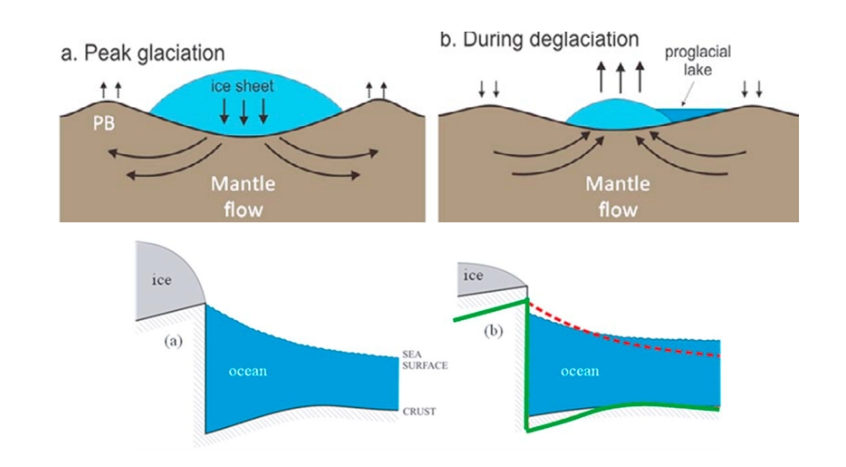 a. Peak glaciation
ice sheet
PB
Mantle
flow
b. During deglaciation
proglacial
lake
Mantle
flow
ice
(a)
ocean
SEA
SURFACE
CRUST
ice
(b)
ocean